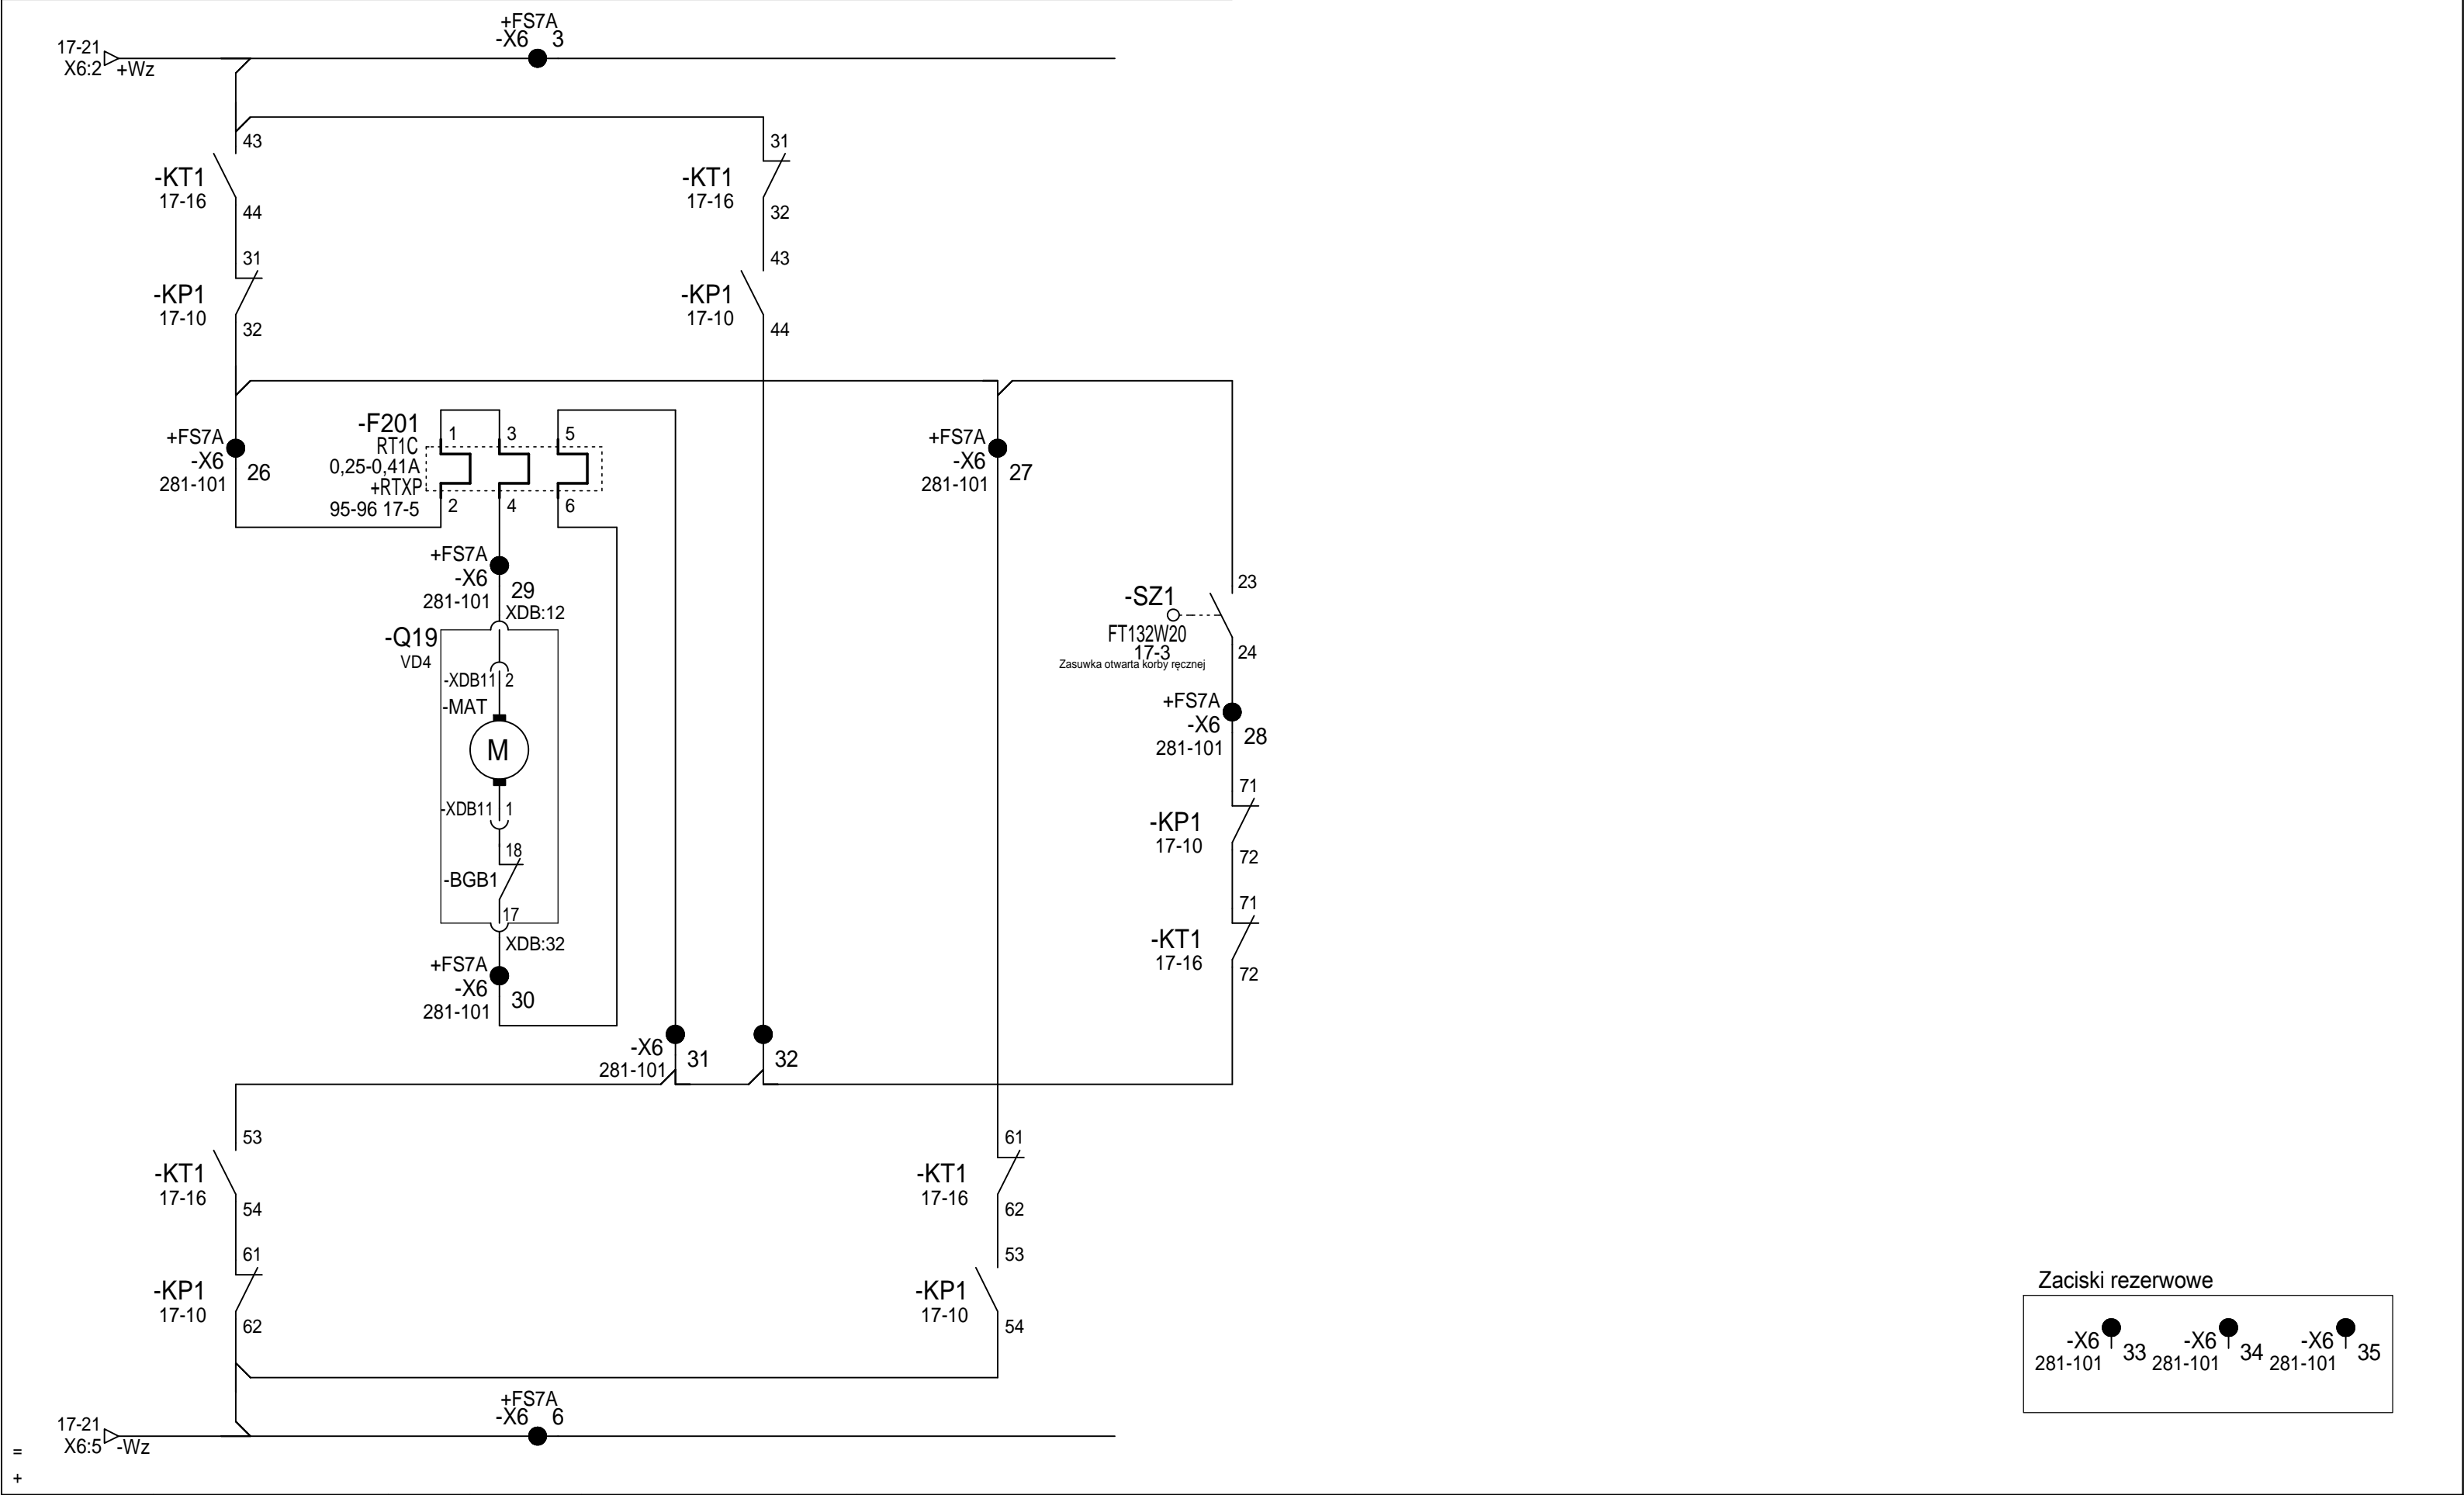 +FS7A
-X6 3
17-21
X6:2 +Wz
43
-KT1
17-16
44
31
-KT1
17-16
32
31
-KP1
17-10
32
43
-KP1
17-10
44
+FS7A
-X6
281-101
26
-F201
RT1C
0,25-0,41A
+RTXP
95-96 17-5
1 3 5
2 4 6
+FS7A
-X6
281-101
27
+FS7A
-X6
281-101
29
XDB:12
-Q19
VD4
-XDB11 2
-MAT
M
-XDB11 1
18
-BGB1
17
XDB:32
+FS7A
-X6
281-101
30
23
-SZ1
FT132W20
17-3
Zasuwka otwarta korby ręcznej
24
+FS7A
-X6
281-101
28
71
-KP1
17-10
72
71
-KT1
17-16
72
-X6
281-101
31
32
53
-KT1
17-16
54
61
-KT1
17-16
62
61
-KP1
17-10
62
53
-KP1
17-10
54
+FS7A
-X6 6
17-21
X6:5 -Wz
=
+
Zaciski rezerwowe
-X6
281-101
33
-X6
281-101
34
-X6
281-101
35